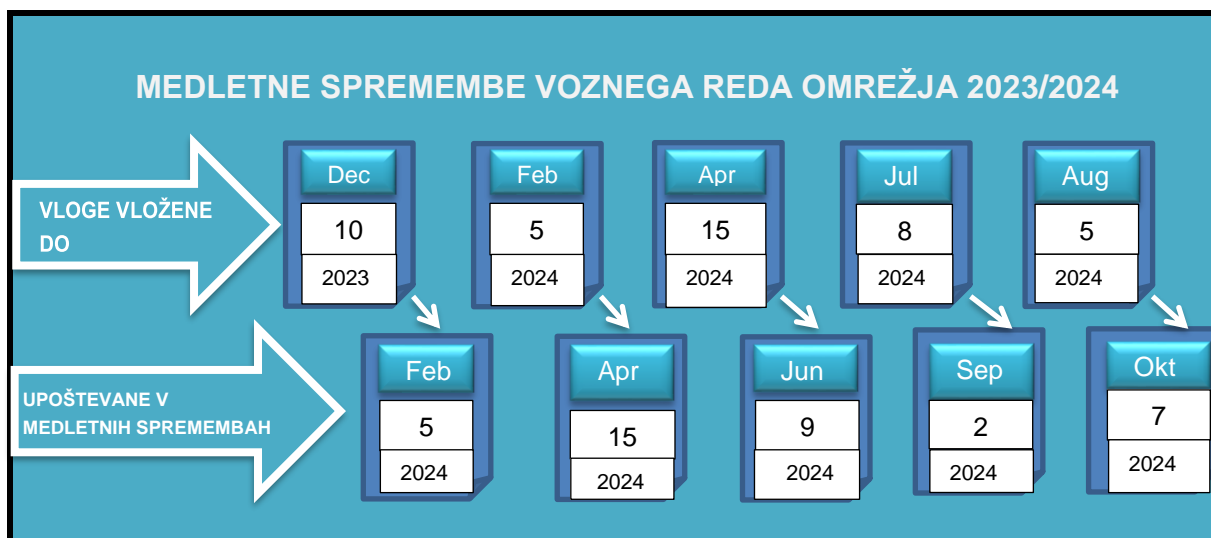 MEDLETNE SPREMEMBE VOZNEGA REDA OMREŽJA 2023/2024
VLOGE VLOŽENE
DO
Dec
10
2023
Feb
5
2024
Apr
15
2024
Jul
8
2024
Aug
5
2024
UPOŠTEVANE V
MEDLETNIH SPREMEMBAH
Feb
5
2024
Apr
15
2024
Jun
9
2024
Sep
2
2024
Okt
7
2024